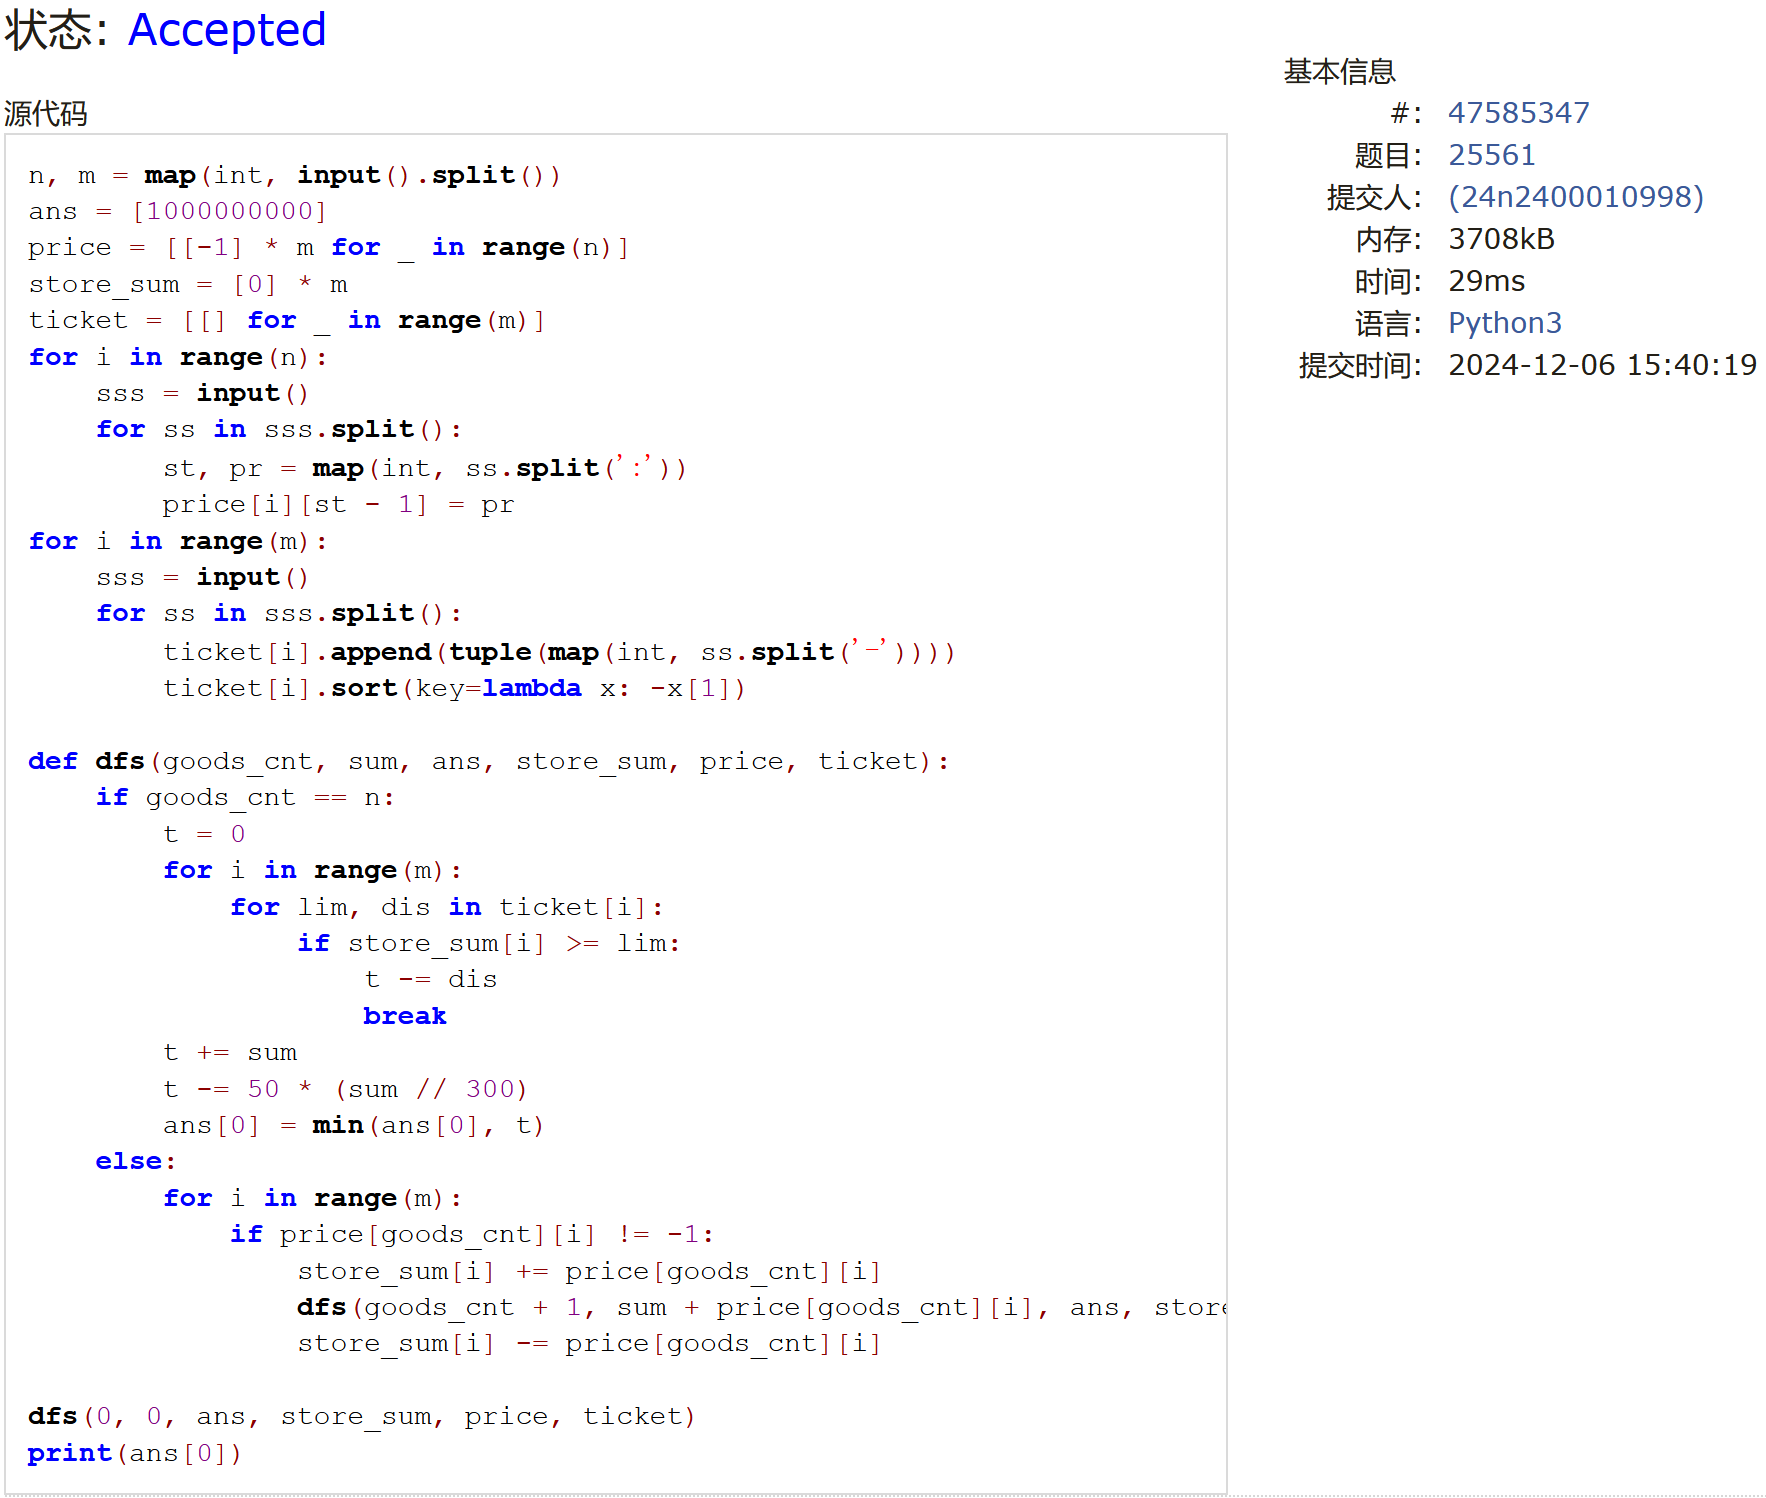 状态: Accepted
源代码
n, m = map(int, input().split())
ans = [1000000000]
price = [[-1] * m for _ in range(n)]
store_sum = [0] * m
ticket = [[] for _ in range(m)]
for i in range(n):
    sss = input()
    for ss in sss.split():
        st, pr = map(int, ss.split(':'))
        price[i][st - 1] = pr
for i in range(m):
    sss = input()
    for ss in sss.split():
        ticket[i].append(tuple(map(int, ss.split('-'))))
        ticket[i].sort(key=lambda x: -x[1])

def dfs(goods_cnt, sum, ans, store_sum, price, ticket):
    if goods_cnt == n:
        t = 0
        for i in range(m):
            for lim, dis in ticket[i]:
                if store_sum[i] >= lim:
                    t -= dis
                    break
        t += sum
        t -= 50 * (sum // 300)
        ans[0] = min(ans[0], t)
    else:
        for i in range(m):
            if price[goods_cnt][i] != -1:
                store_sum[i] += price[goods_cnt][i]
                dfs(goods_cnt + 1, sum + price[goods_cnt][i], ans, store
                store_sum[i] -= price[goods_cnt][i]

dfs(0, 0, ans, store_sum, price, ticket)
print(ans[0])
基本信息
#: 47585347
题目: 25561
提交人: (24n2400010998)
内存: 3708kB
时间: 29ms
语言: Python3
提交时间: 2024-12-06 15:40:19